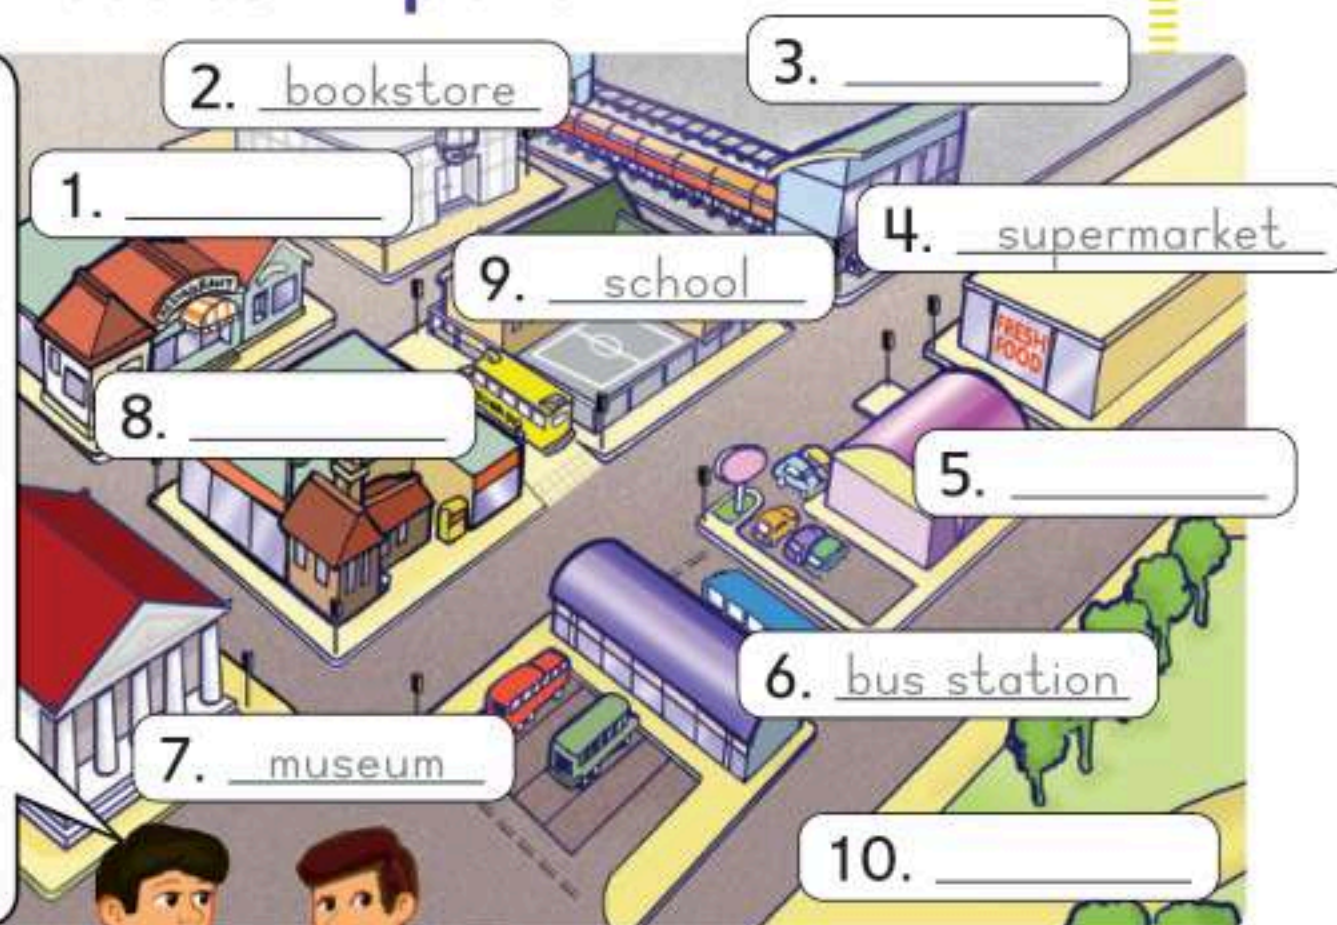 2. bookstore
3.
1.
4. supermarket
9. school
FRESH
FOOD
8.
5.
6. bus station
7. museum
10.